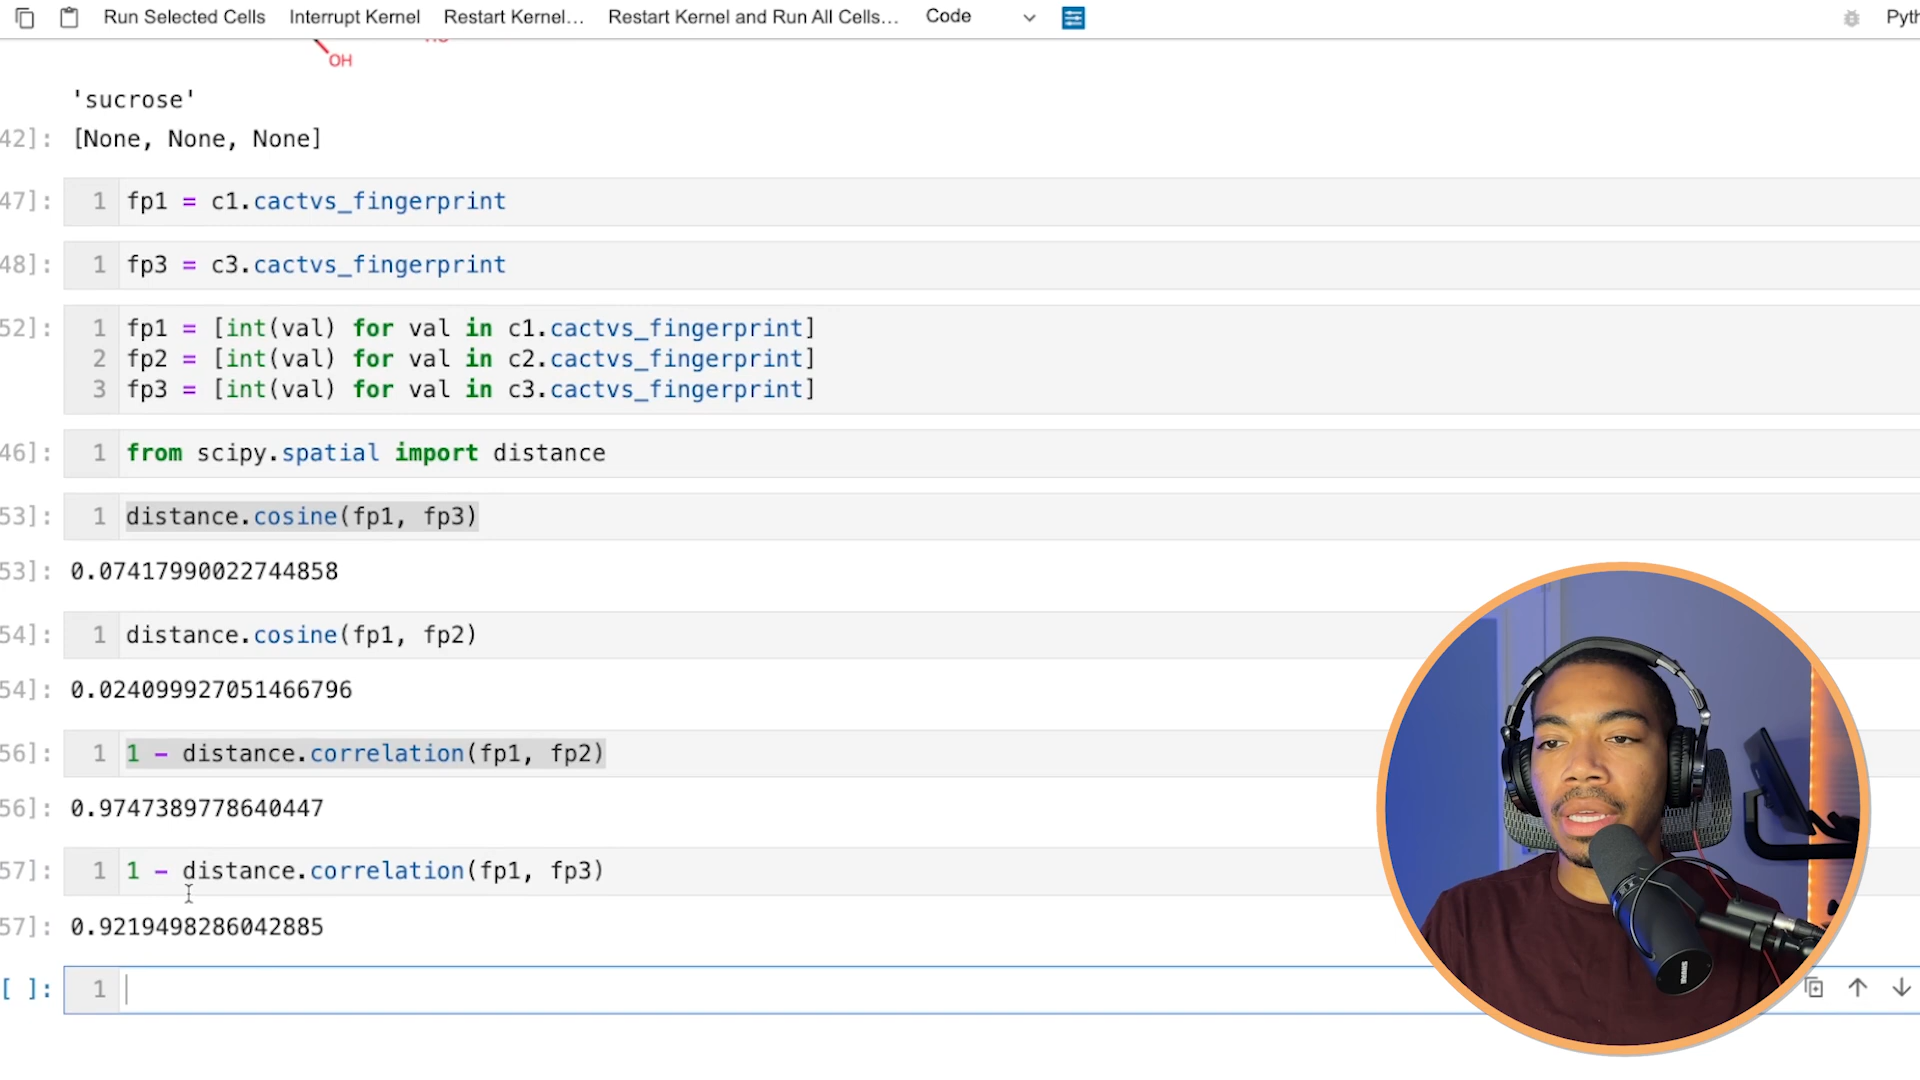 Run Selected Cells Interrupt Kernel Restart Kernel... Restart Kernel and Run All Cells... Code Pyth
OH
'sucrose'
42]: [None, None, None]
47]: 1 fp1 = c1.cactvs_fingerprint
48]: 1 fp3 = c3.cactvs_fingerprint
52]: 1 fp1 = [int(val) for val in c1.cactvs_fingerprint]
2 fp2 = [int(val) for val in c2.cactvs_fingerprint]
3 fp3 = [int(val) for val in c3.cactvs_fingerprint]
46]: 1 from scipy.spatial import distance
53]: 1 distance.cosine(fp1, fp3)
53]: 0.07417990022744858
54]: 1 distance.cosine(fp1, fp2)
54]: 0.024099927051466796
56]: 1 1 - distance.correlation(fp1, fp2)
56]: 0.9747389778640447
57]: 1 1 - distance.correlation(fp1, fp3)
57]: 0.9219498286042885
[ ]: 1